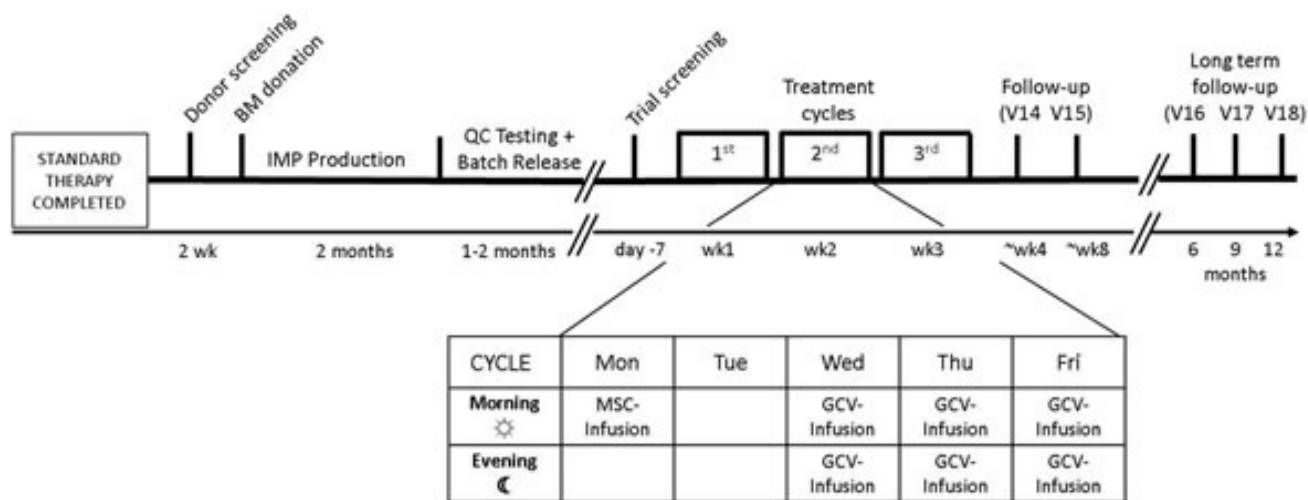 Donor screening
BM donation
Trial screening
STANDARD
THERAPY
COMPLETED
IMP Production
QC Testing +
Batch Release
Treatment
cycles
1st
2nd
3rd
Follow-up
(V14 V15)
Long term
follow-up
(V16 V17 V18)
2 wk
2 months
1-2 months
day -7
wk1
wk2
wk3
~wk4
~wk8
6 9 12
months
CYCLE Mon Tue Wed Thu Fri
Morning MSC- GCV- GCV- GCV-
Infusion Infusion Infusion Infusion
Evening GCV- GCV- GCV-
Infusion Infusion Infusion